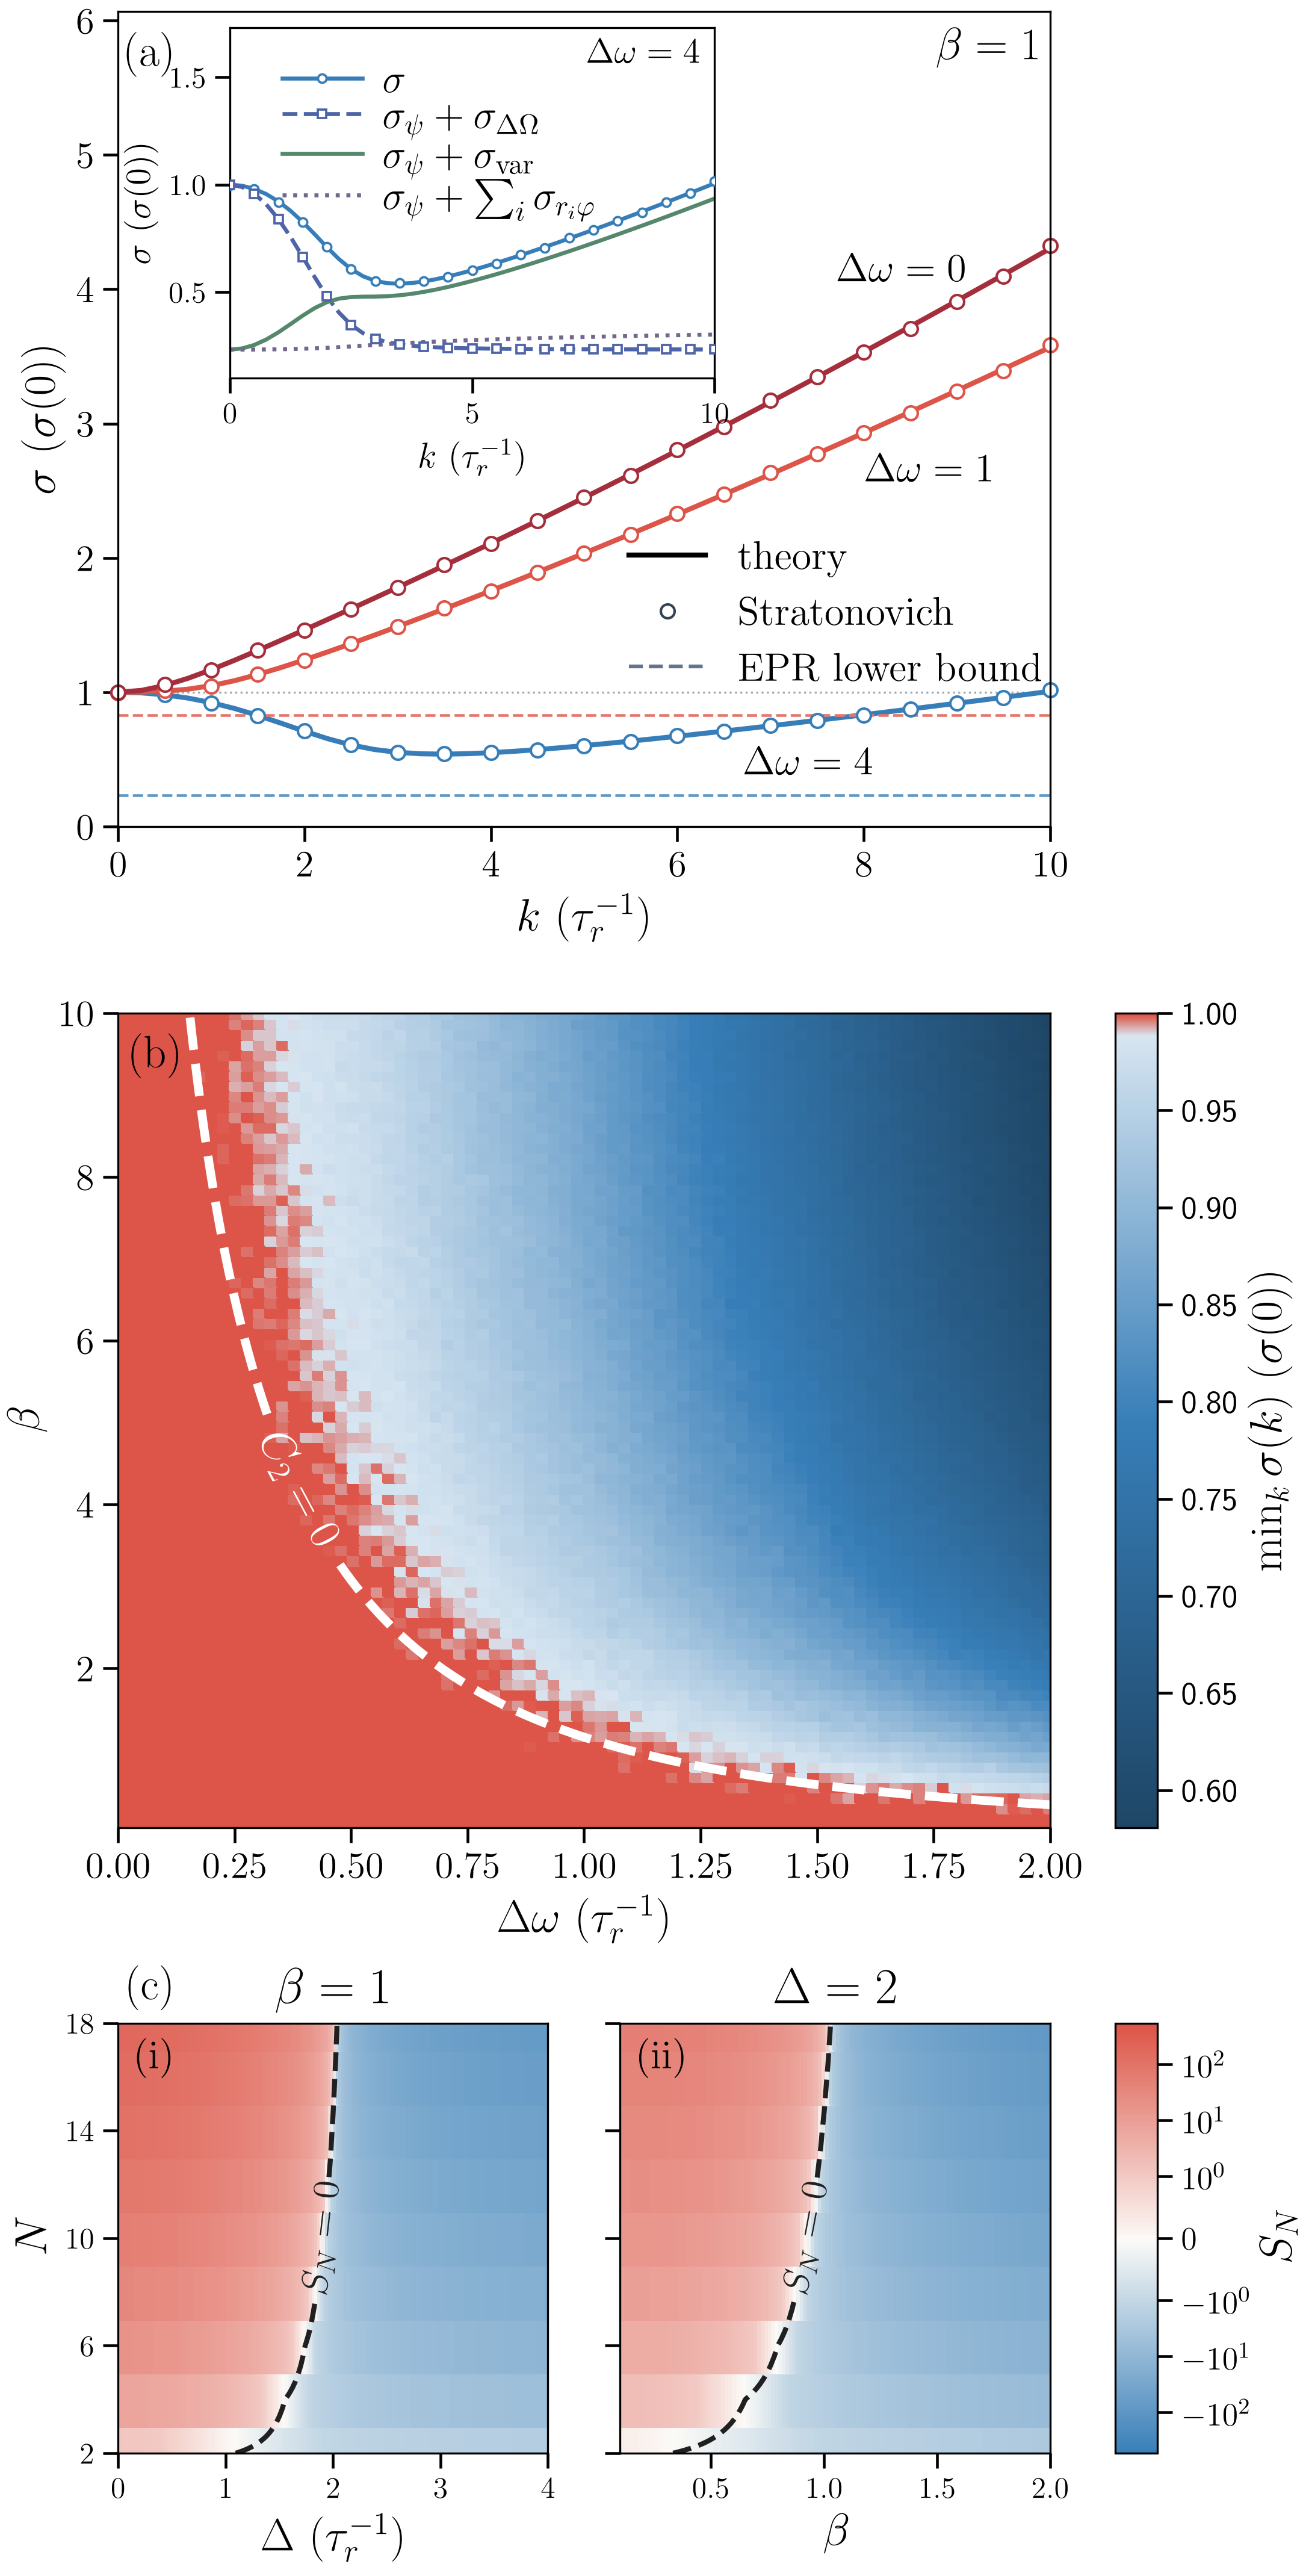 (a)
β = 1
Δω = 4
σ
σ_ψ + σ_ΔΩ
σ_ψ + σ_var
σ_ψ + ∑_i σ_{r_i φ}
1.5
1.0
0.5
σ (σ(0))
0
5
10
k (τ_r^{-1})
6
5
4
3
2
1
0
σ (σ(0))
Δω = 0
Δω = 1
theory
Stratonovich
EPR lower bound
Δω = 4
0
2
4
6
8
10
k (τ_r^{-1})
(b)
10
8
6
4
2
β
C_2 = 0
0.00
0.25
0.50
0.75
1.00
1.25
1.50
1.75
2.00
Δω (τ_r^{-1})
1.00
0.95
0.90
0.85
0.80
0.75
0.70
0.65
0.60
min_k σ(k) (σ(0))
(c)
β = 1
Δ = 2
(i)
18
14
10
6
2
N
S_N = 0
0
1
2
3
4
Δ (τ_r^{-1})
(ii)
S_N = 0
0.5
1.0
1.5
2.0
β
10^2
10^1
10^0
0
−10^0
−10^1
−10^2
S_N